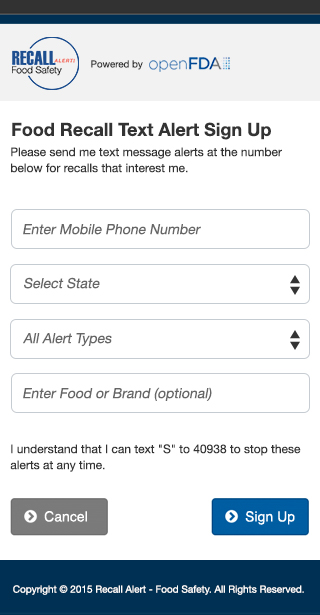 RECALL ALERT!
Food Safety
Powered by openFDA
Food Recall Text Alert Sign Up
Please send me text message alerts at the number
below for recalls that interest me.
Enter Mobile Phone Number
Select State
All Alert Types
Enter Food or Brand (optional)
I understand that I can text "S" to 40938 to stop these
alerts at any time.
Cancel
Sign Up
Copyright © 2015 Recall Alert - Food Safety. All Rights Reserved.